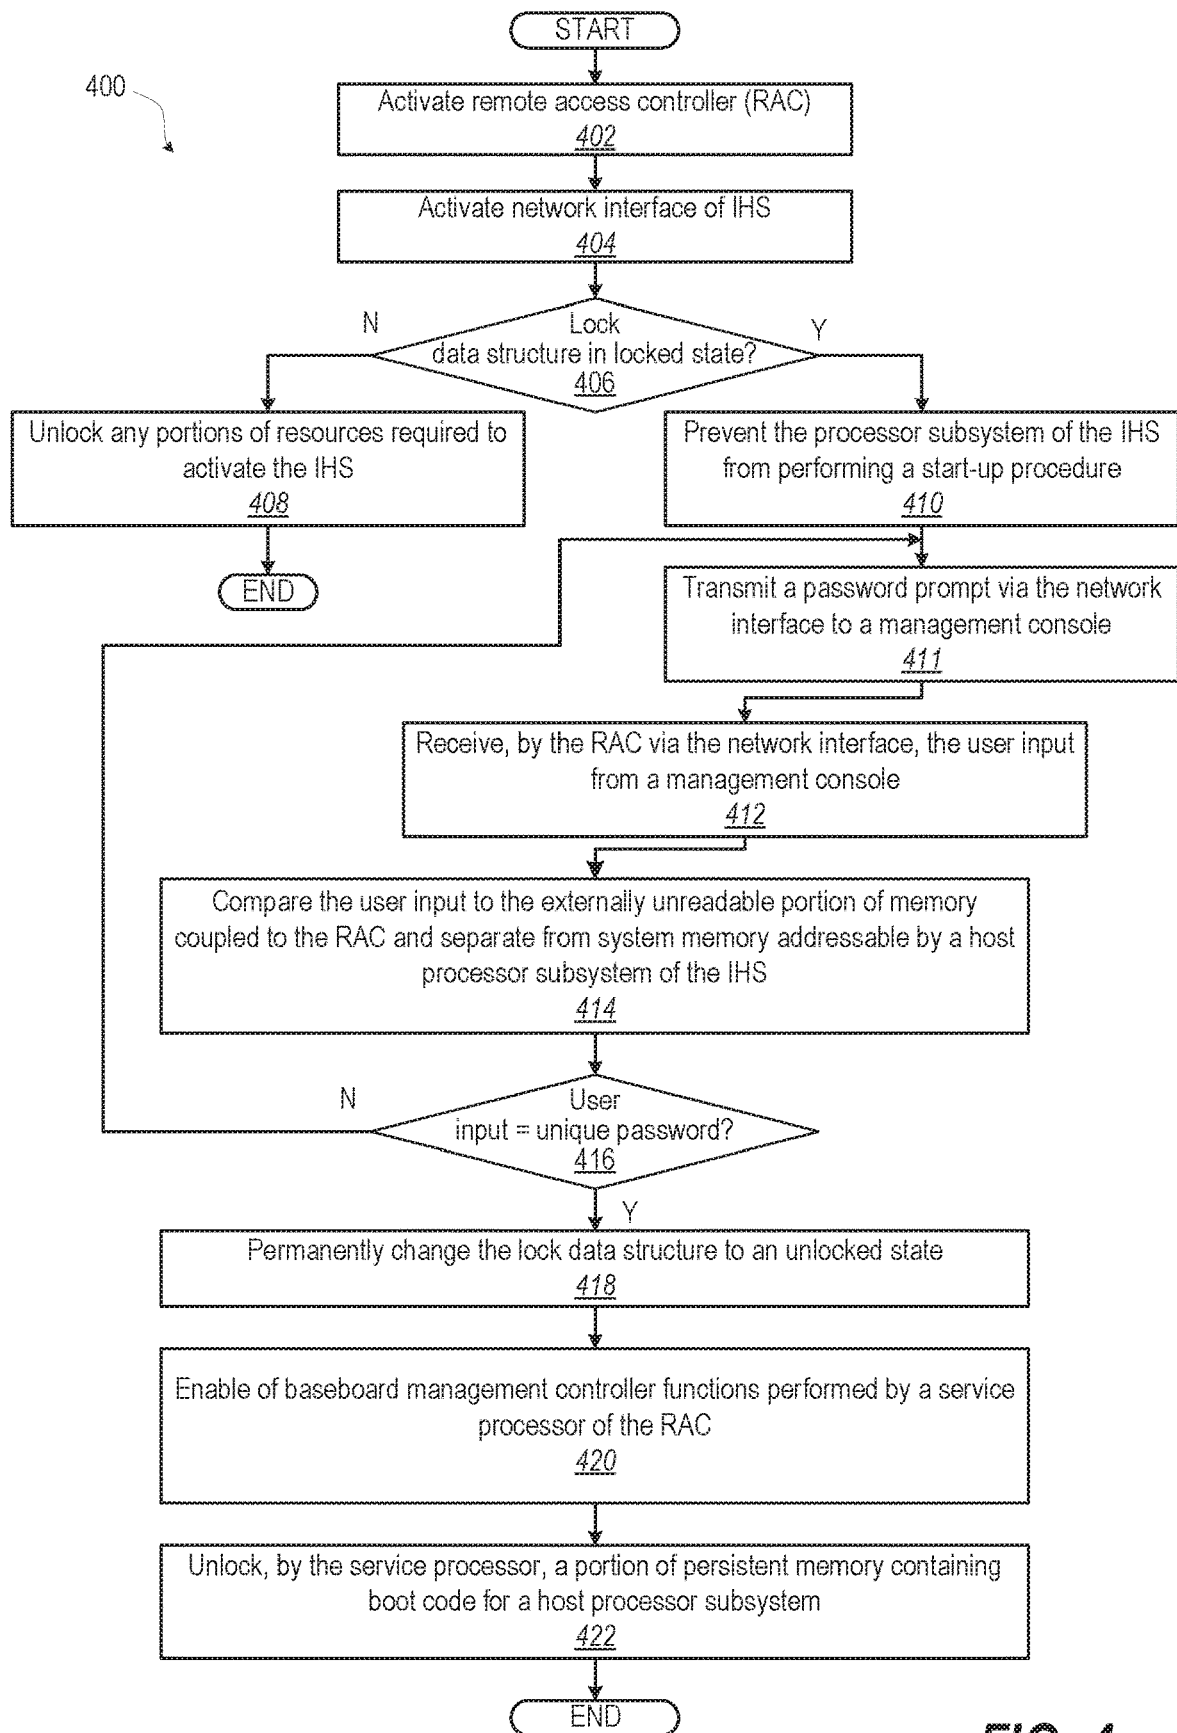 START
400
Activate remote access controller (RAC)
402
Activate network interface of IHS
404
N
Lock
Y
data structure in locked state?
406
Unlock any portions of resources required to
activate the IHS
408
END
Prevent the processor subsystem of the IHS
from performing a start-up procedure
410
Transmit a password prompt via the network
interface to a management console
411
Receive, by the RAC via the network interface, the user input
from a management console
412
Compare the user input to the externally unreadable portion of memory
coupled to the RAC and separate from system memory addressable by a host
processor subsystem of the IHS
414
N
User
input = unique password?
416
Y
Permanently change the lock data structure to an unlocked state
418
Enable of baseboard management controller functions performed by a service
processor of the RAC
420
Unlock, by the service processor, a portion of persistent memory containing
boot code for a host processor subsystem
422
END